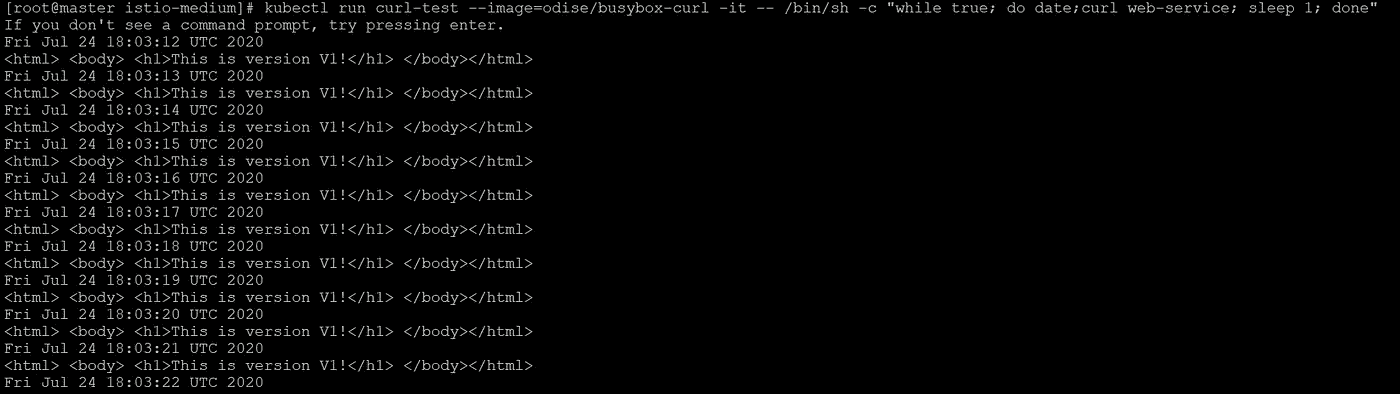 [root@master istio-medium]# kubectl run curl-test --image=odise/busybox-curl -it -- /bin/sh -c "while true; do date;curl web-service; sleep 1; done"
If you don't see a command prompt, try pressing enter.
Fri Jul 24 18:03:12 UTC 2020
<html> <body> <h1>This is version V1!</h1> </body></html>
Fri Jul 24 18:03:13 UTC 2020
<html> <body> <h1>This is version V1!</h1> </body></html>
Fri Jul 24 18:03:14 UTC 2020
<html> <body> <h1>This is version V1!</h1> </body></html>
Fri Jul 24 18:03:15 UTC 2020
<html> <body> <h1>This is version V1!</h1> </body></html>
Fri Jul 24 18:03:16 UTC 2020
<html> <body> <h1>This is version V1!</h1> </body></html>
Fri Jul 24 18:03:17 UTC 2020
<html> <body> <h1>This is version V1!</h1> </body></html>
Fri Jul 24 18:03:18 UTC 2020
<html> <body> <h1>This is version V1!</h1> </body></html>
Fri Jul 24 18:03:19 UTC 2020
<html> <body> <h1>This is version V1!</h1> </body></html>
Fri Jul 24 18:03:20 UTC 2020
<html> <body> <h1>This is version V1!</h1> </body></html>
Fri Jul 24 18:03:21 UTC 2020
<html> <body> <h1>This is version V1!</h1> </body></html>
Fri Jul 24 18:03:22 UTC 2020